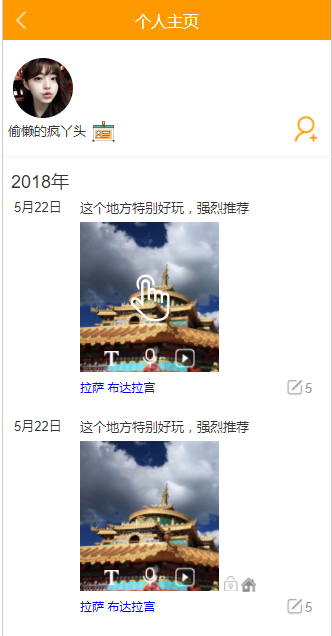 个人主页
偷懒的疯丫头
2018年
5月22日 这个地方特别好玩，强烈推荐
T
拉萨 布达拉宫 5
5月22日 这个地方特别好玩，强烈推荐
T
拉萨 布达拉宫 5